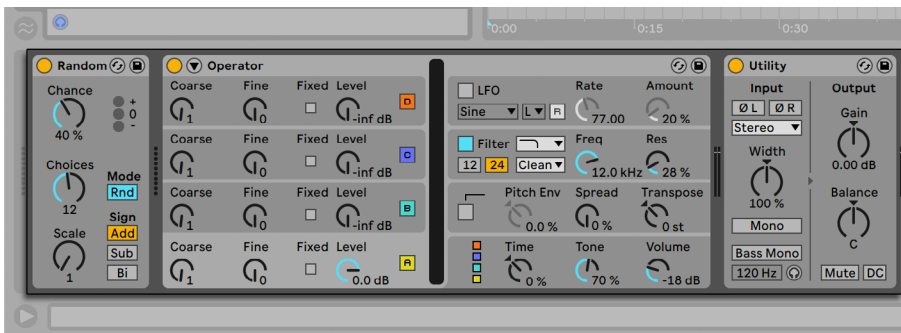 0:00 0:15 0:30
Random
Chance
+
0
-
40 %
Choices
12
Mode
Rnd
Sign
Add
Sub
Bi
Scale
1
Operator
Coarse Fine Fixed Level
1 0 -inf dB D
Coarse Fine Fixed Level
1 0 -inf dB C
Coarse Fine Fixed Level
1 0 -inf dB B
Coarse Fine Fixed Level
1 0 0.0 dB A
LFO Rate Amount
Sine L R 77.00 20 %
Filter Freq Res
12 24 Clean 12.0 kHz 28 %
Pitch Env Spread Transpose
0.0 % 0 % 0 st
Time Tone Volume
0 % 70 % -18 dB
Utility
Input
Ø L Ø R
Stereo
Width
100 %
Mono
Bass Mono
120 Hz
Output
Gain
0.00 dB
Balance
C
Mute DC